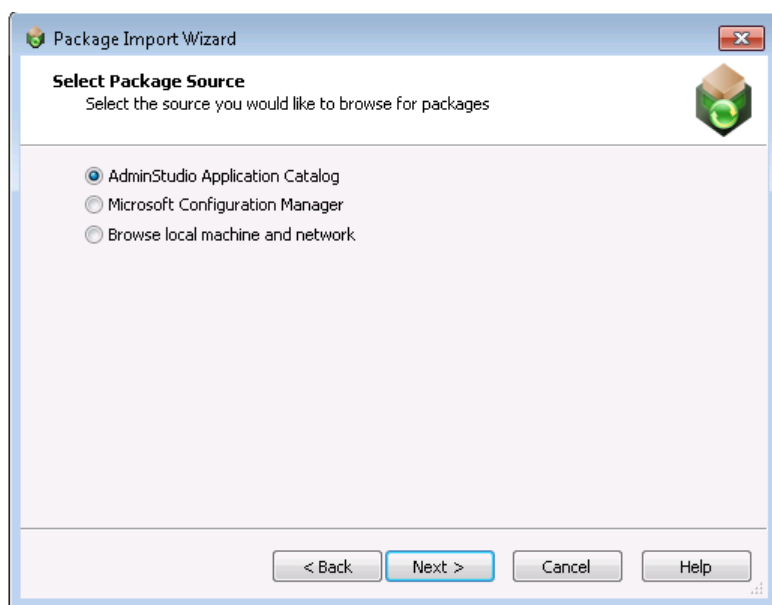 Package Import Wizard
Select Package Source
Select the source you would like to browse for packages
AdminStudio Application Catalog
Microsoft Configuration Manager
Browse local machine and network
< Back Next > Cancel Help